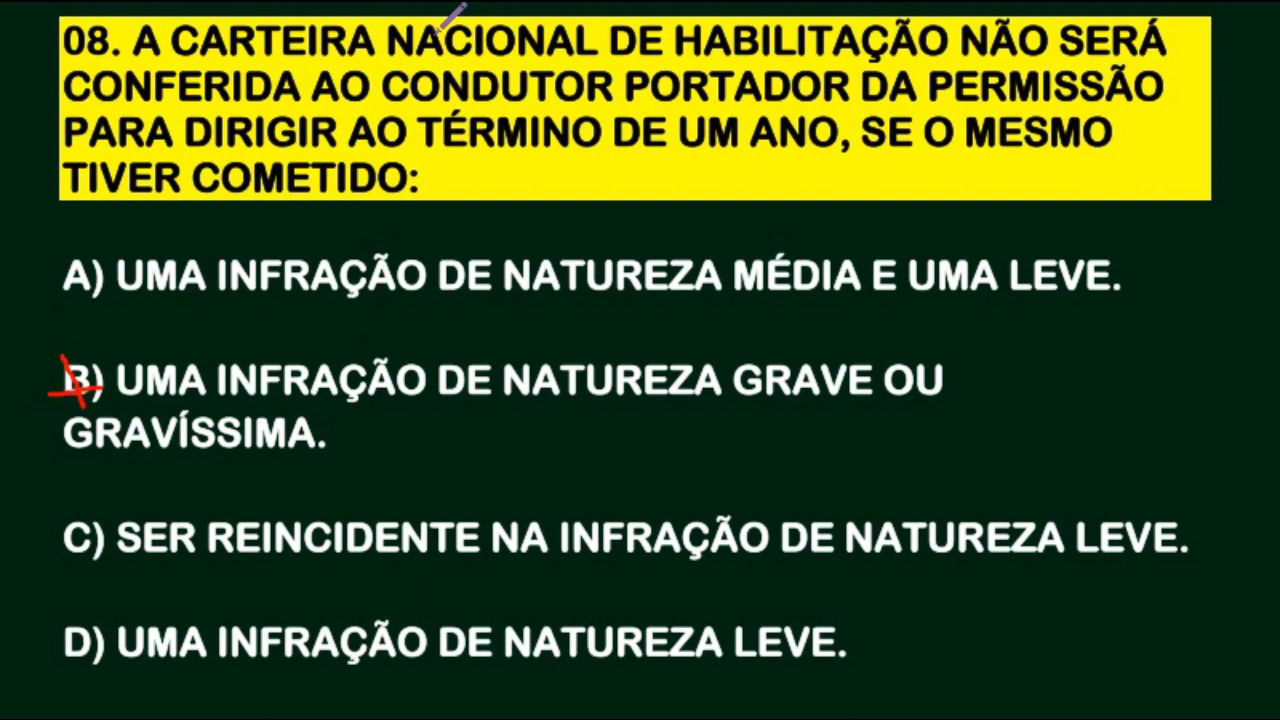 08. A CARTEIRA NACIONAL DE HABILITAÇÃO NÃO SERÁ
CONFERIDA AO CONDUTOR PORTADOR DA PERMISSÃO
PARA DIRIGIR AO TÉRMINO DE UM ANO, SE O MESMO
TIVER COMETIDO:
A) UMA INFRAÇÃO DE NATUREZA MÉDIA E UMA LEVE.
B) UMA INFRAÇÃO DE NATUREZA GRAVE OU
GRAVÍSSIMA.
C) SER REINCIDENTE NA INFRAÇÃO DE NATUREZA LEVE.
D) UMA INFRAÇÃO DE NATUREZA LEVE.